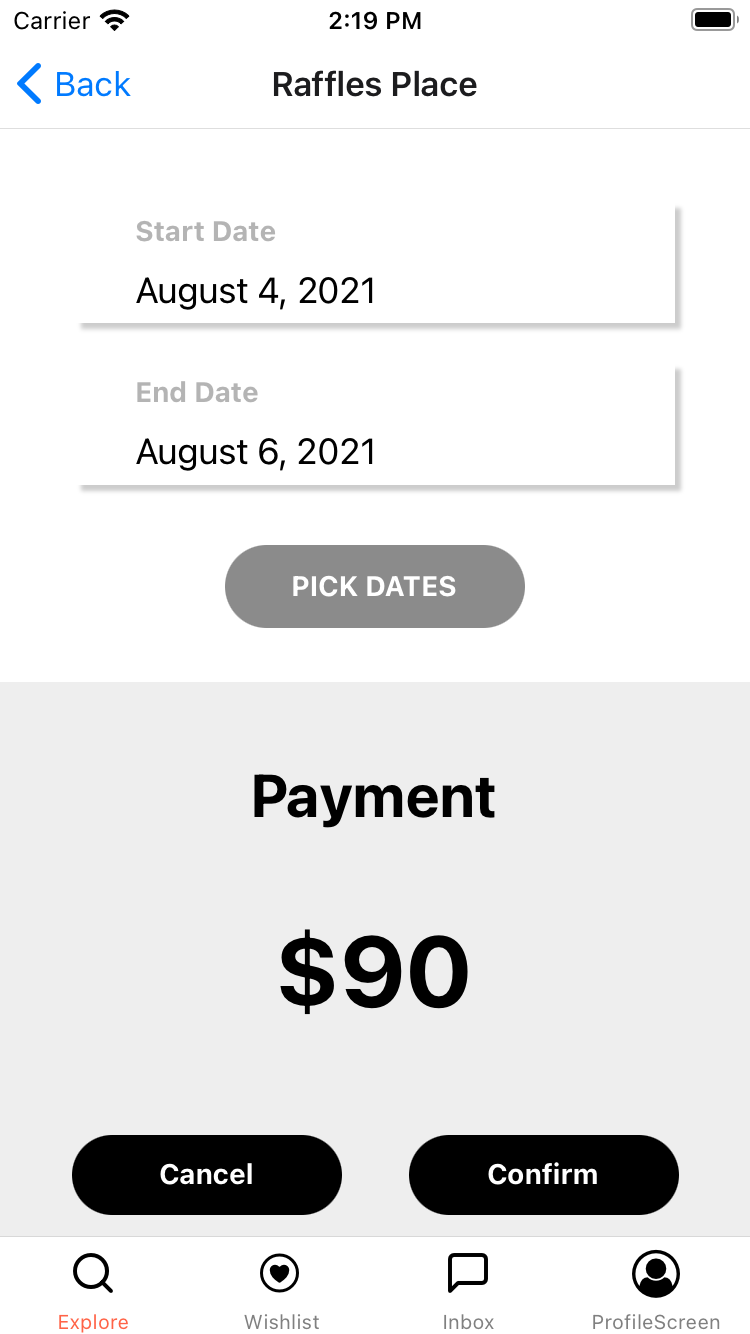 Carrier 2:19 PM
Back Raffles Place
Start Date
August 4, 2021
End Date
August 6, 2021
PICK DATES
Payment
$90
Cancel Confirm
Explore Wishlist Inbox ProfileScreen